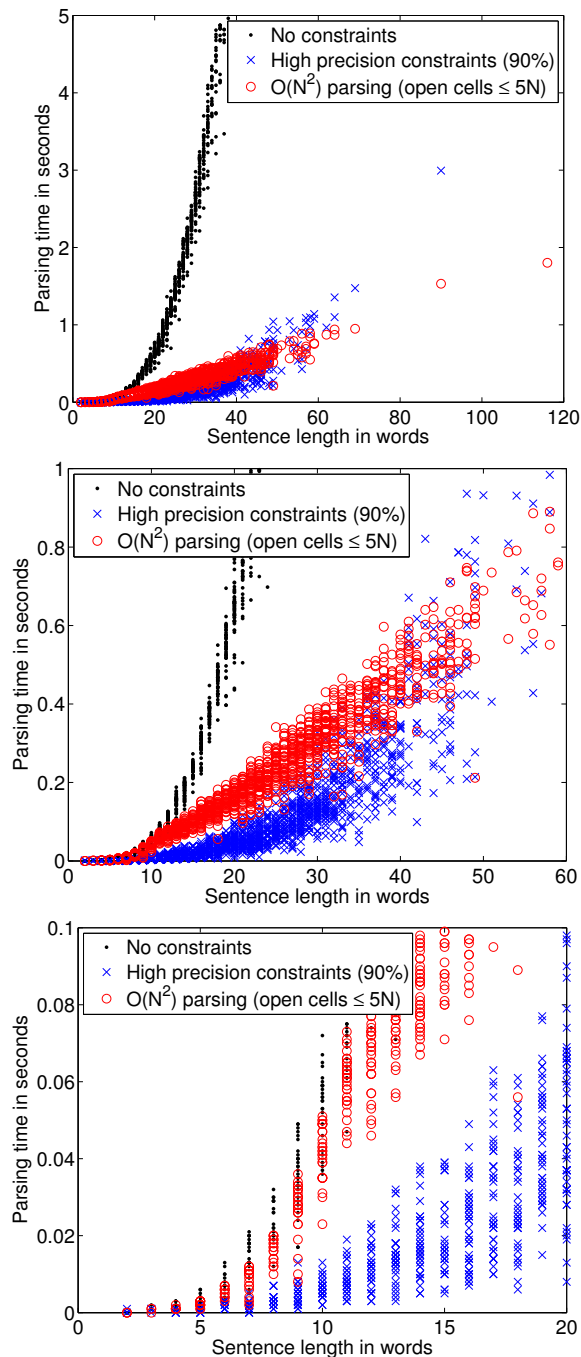 5
4
3
2
1
0
Parsing time in seconds
No constraints
High precision constraints (90%)
O(N²) parsing (open cells ≤ 5N)
20 40 60 80 100 120
Sentence length in words
1
0.8
0.6
0.4
0.2
0
Parsing time in seconds
No constraints
High precision constraints (90%)
O(N²) parsing (open cells ≤ 5N)
0 10 20 30 40 50 60
Sentence length in words
0.1
0.08
0.06
0.04
0.02
0
Parsing time in seconds
No constraints
High precision constraints (90%)
O(N²) parsing (open cells ≤ 5N)
0 5 10 15 20
Sentence length in words